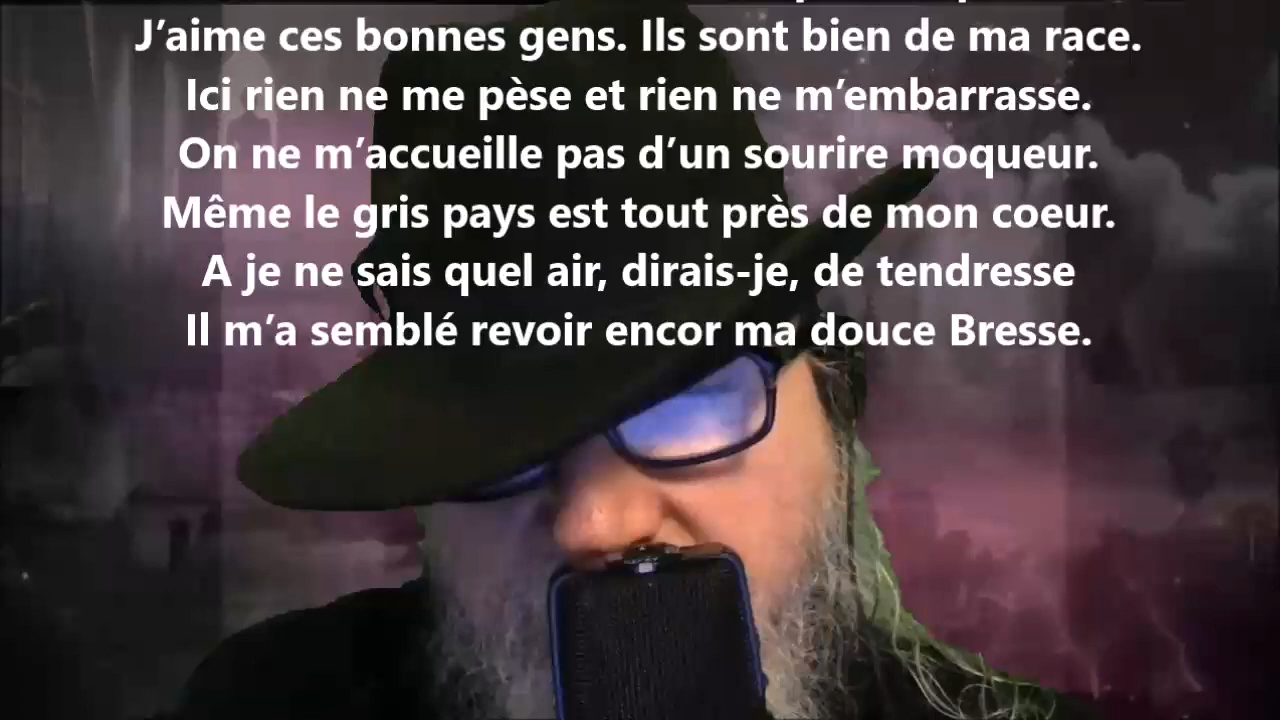 J’aime ces bonnes gens. Ils sont bien de ma race.
Ici rien ne me pèse et rien ne m’embarrasse.
On ne m’accueille pas d’un sourire moqueur.
Même le gris pays est tout près de mon coeur.
A je ne sais quel air, dirais-je, de tendresse
Il m’a semblé revoir encor ma douce Bresse.